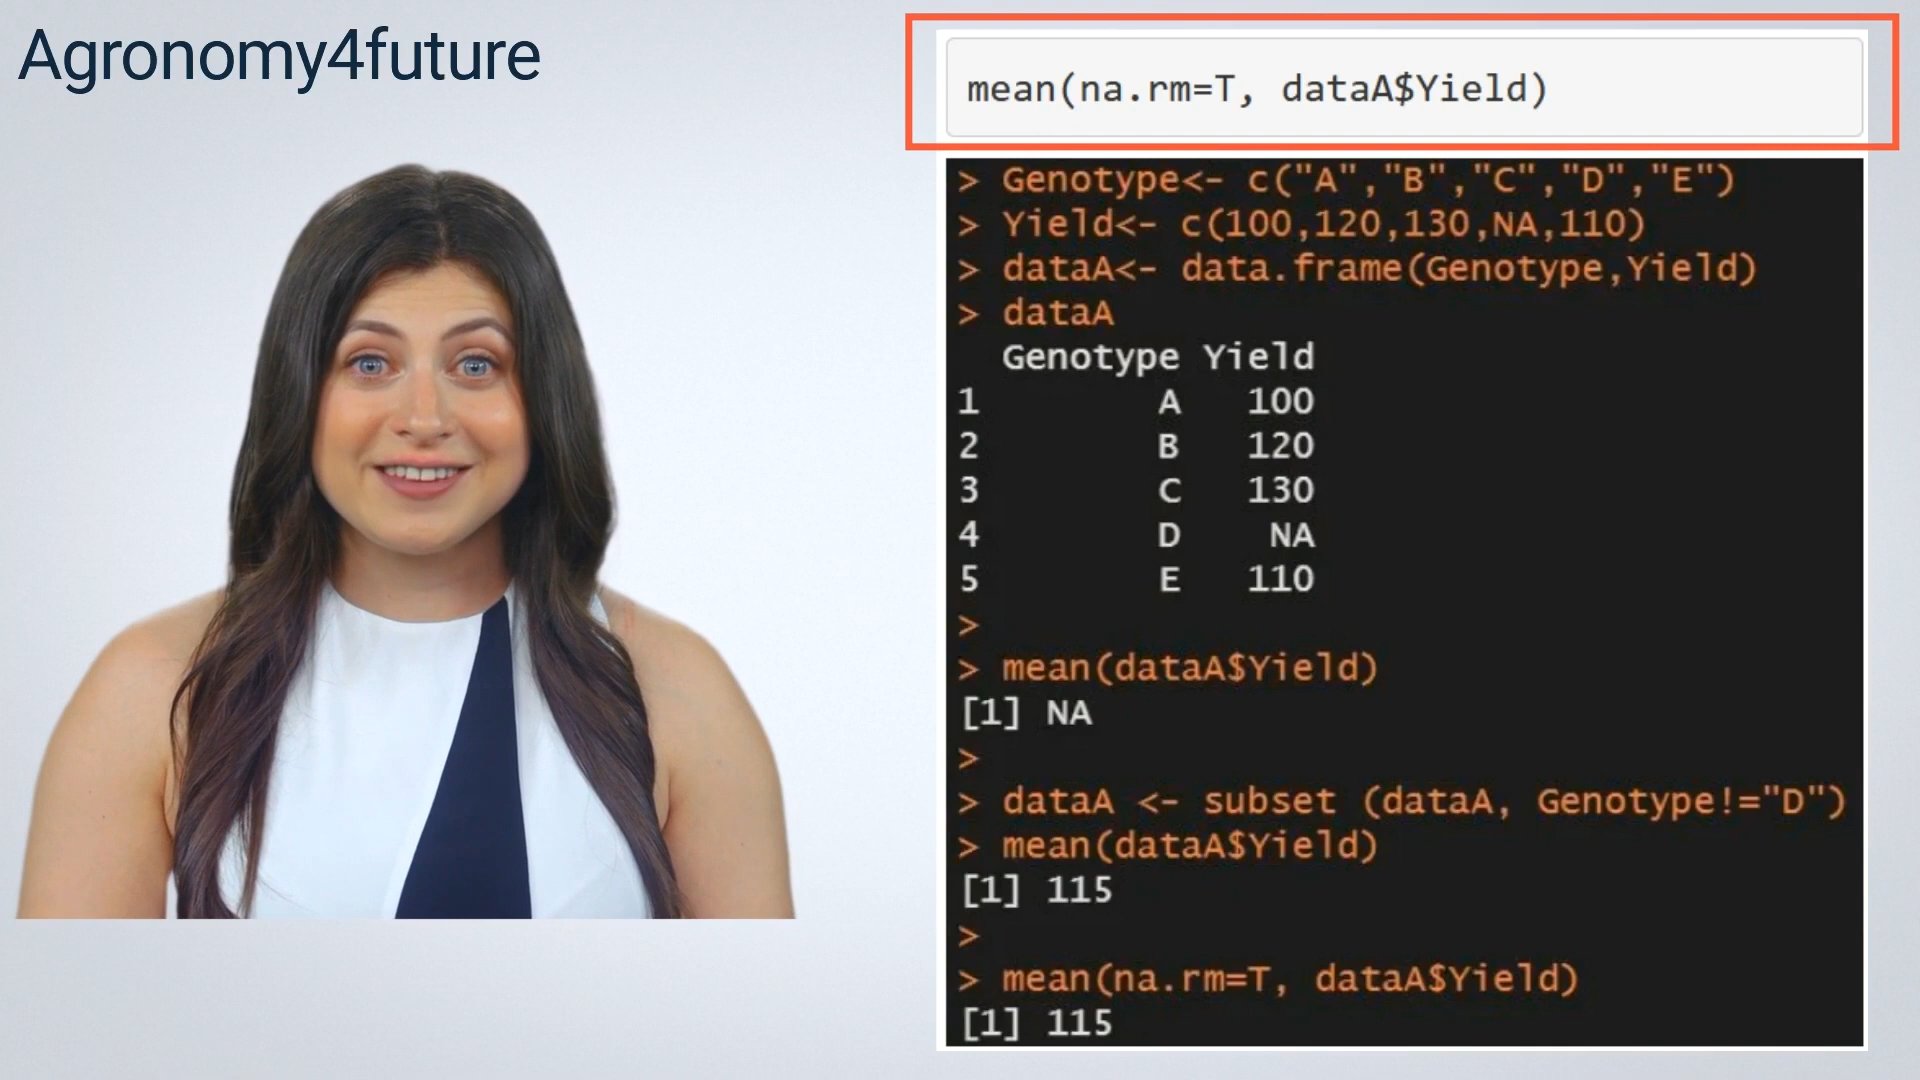 Agronomy4future
mean(na.rm=T, dataA$Yield)
> Genotype<- c("A","B","C","D","E")
> Yield<- c(100,120,130,NA,110)
> dataA<- data.frame(Genotype,Yield)
> dataA
  Genotype Yield
1        A   100
2        B   120
3        C   130
4        D    NA
5        E   110
>
> mean(dataA$Yield)
[1] NA
>
> dataA <- subset (dataA, Genotype!="D")
> mean(dataA$Yield)
[1] 115
>
> mean(na.rm=T, dataA$Yield)
[1] 115